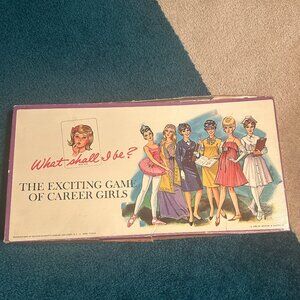 What shall I be?
THE EXCITING GAME
OF CAREER GIRLS